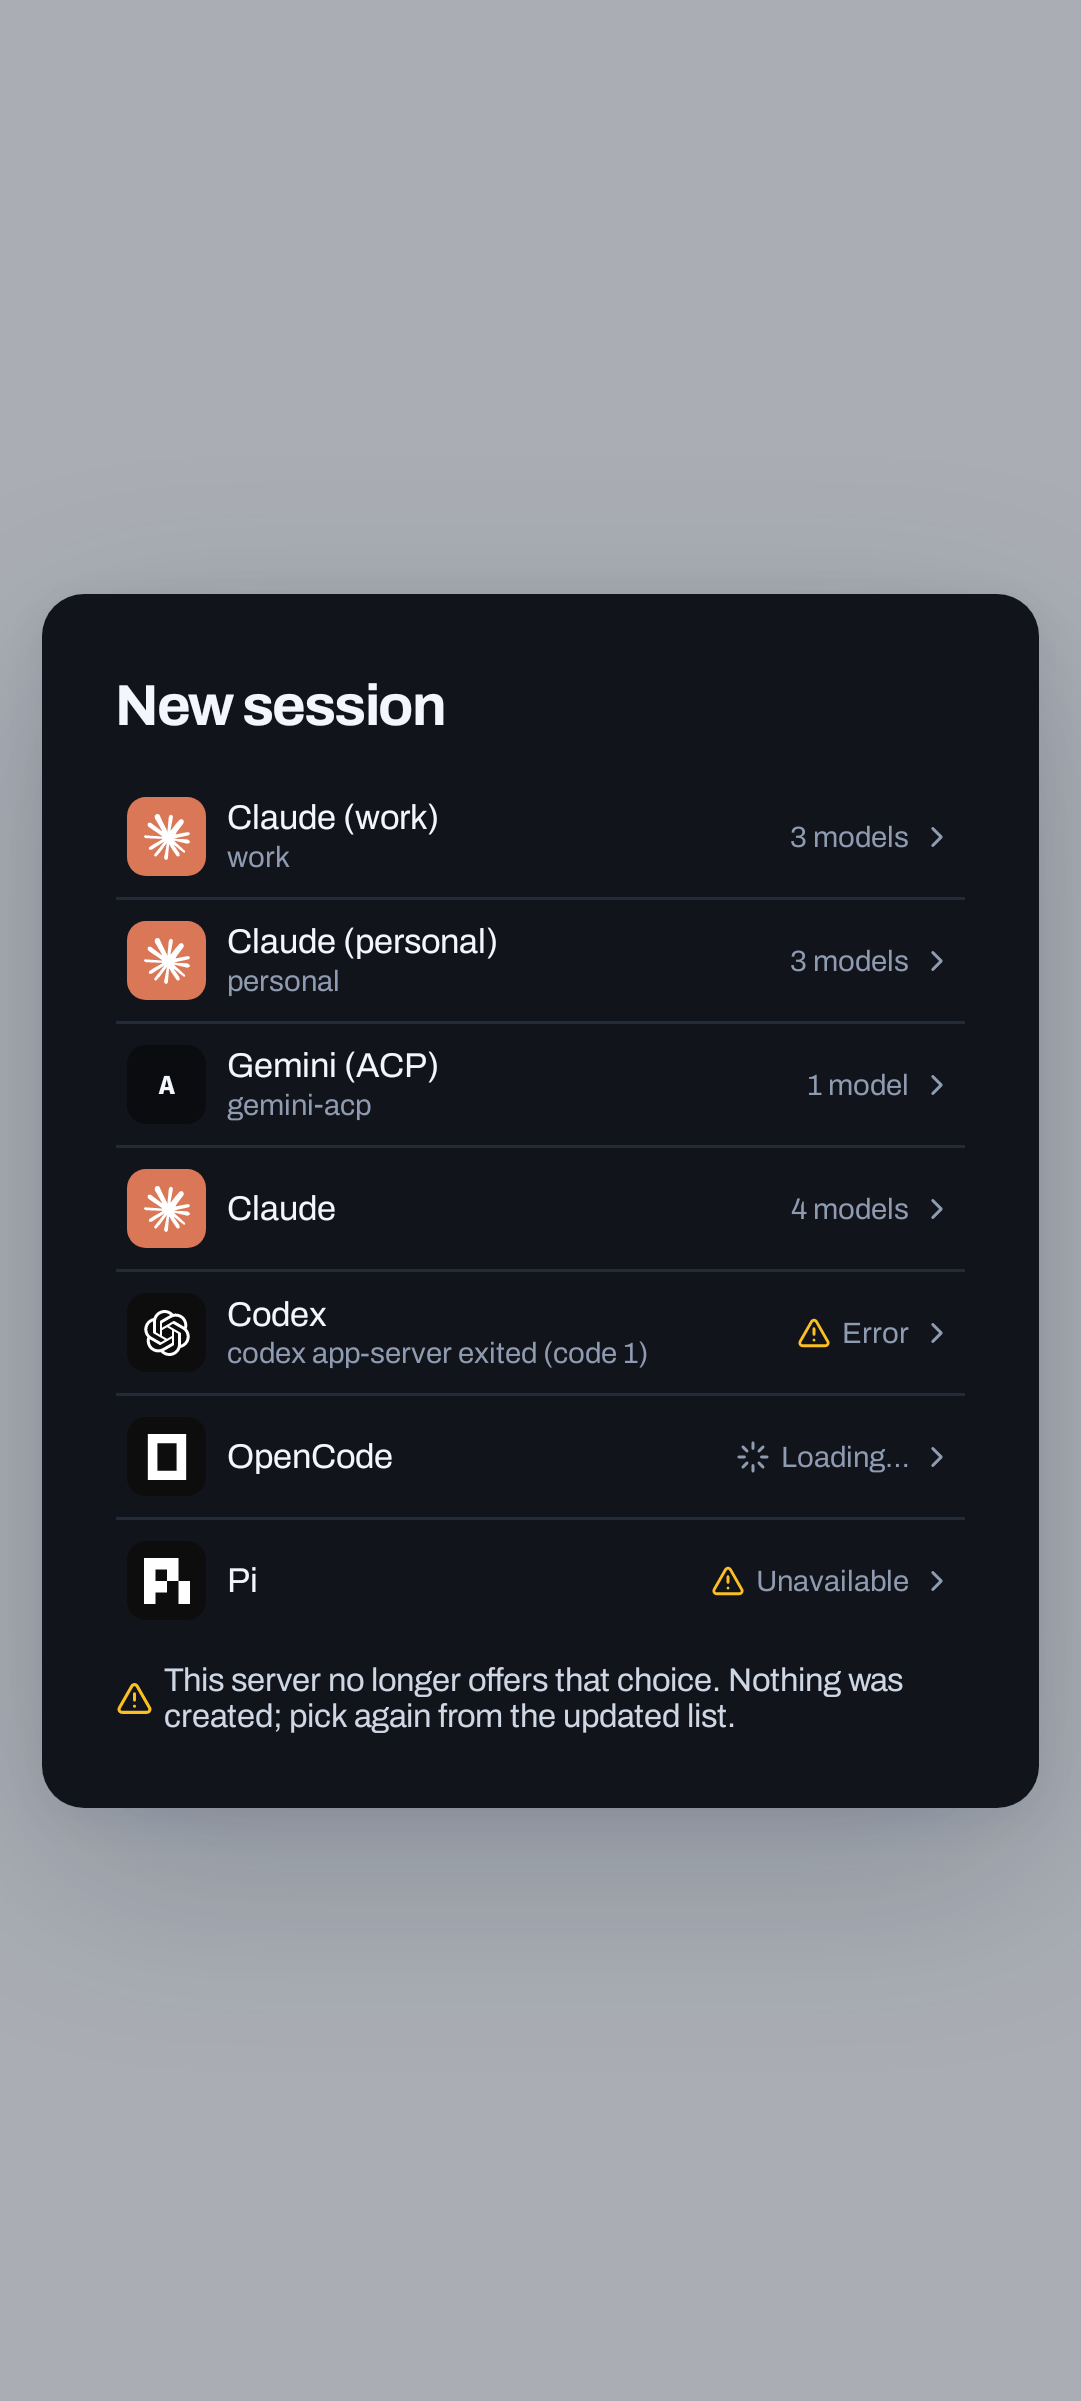 New session
Claude (work)
work
3 models
Claude (personal)
personal
3 models
A
Gemini (ACP)
gemini-acp
1 model
Claude
4 models
Codex
codex app-server exited (code 1)
Error
OpenCode
Loading...
Pi
Unavailable
This server no longer offers that choice. Nothing was
created; pick again from the updated list.